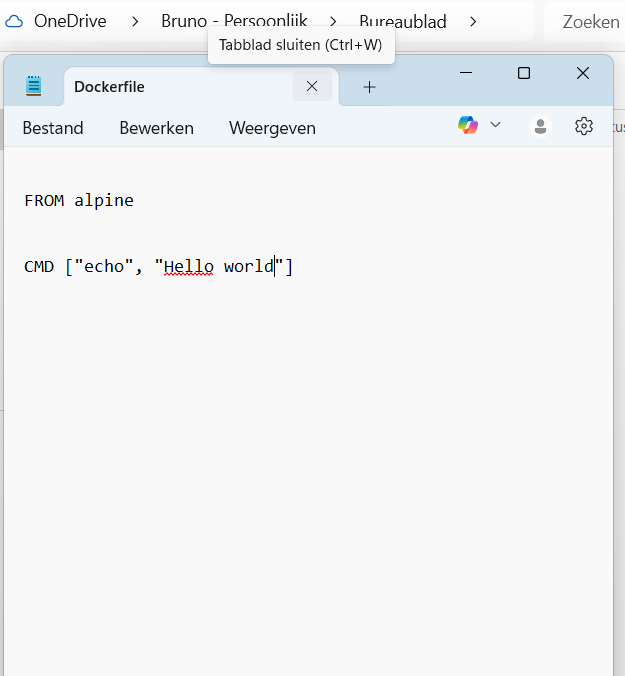 OneDrive > Bruno - Persoonlijk > Bureaublad > Zoeken
Tabblad sluiten (Ctrl+W)
Dockerfile
Bestand Bewerken Weergeven
FROM alpine
CMD ["echo", "Hello world"]